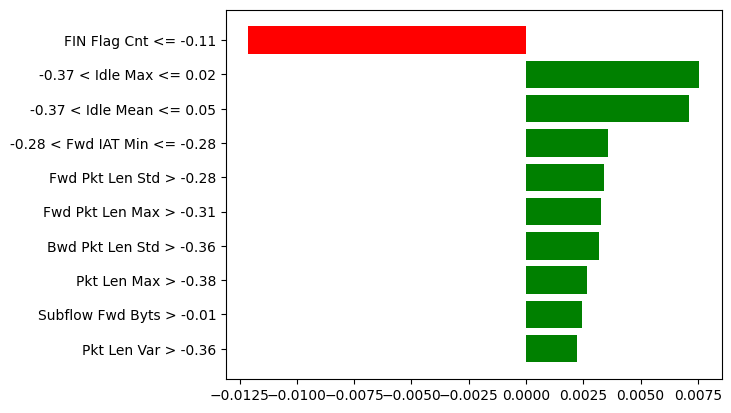 FIN Flag Cnt <= -0.11
-0.37 < Idle Max <= 0.02
-0.37 < Idle Mean <= 0.05
-0.28 < Fwd IAT Min <= -0.28
Fwd Pkt Len Std > -0.28
Fwd Pkt Len Max > -0.31
Bwd Pkt Len Std > -0.36
Pkt Len Max > -0.38
Subflow Fwd Byts > -0.01
Pkt Len Var > -0.36
−0.0125 −0.0100 −0.0075 −0.0050 −0.0025 0.0000 0.0025 0.0050 0.0075